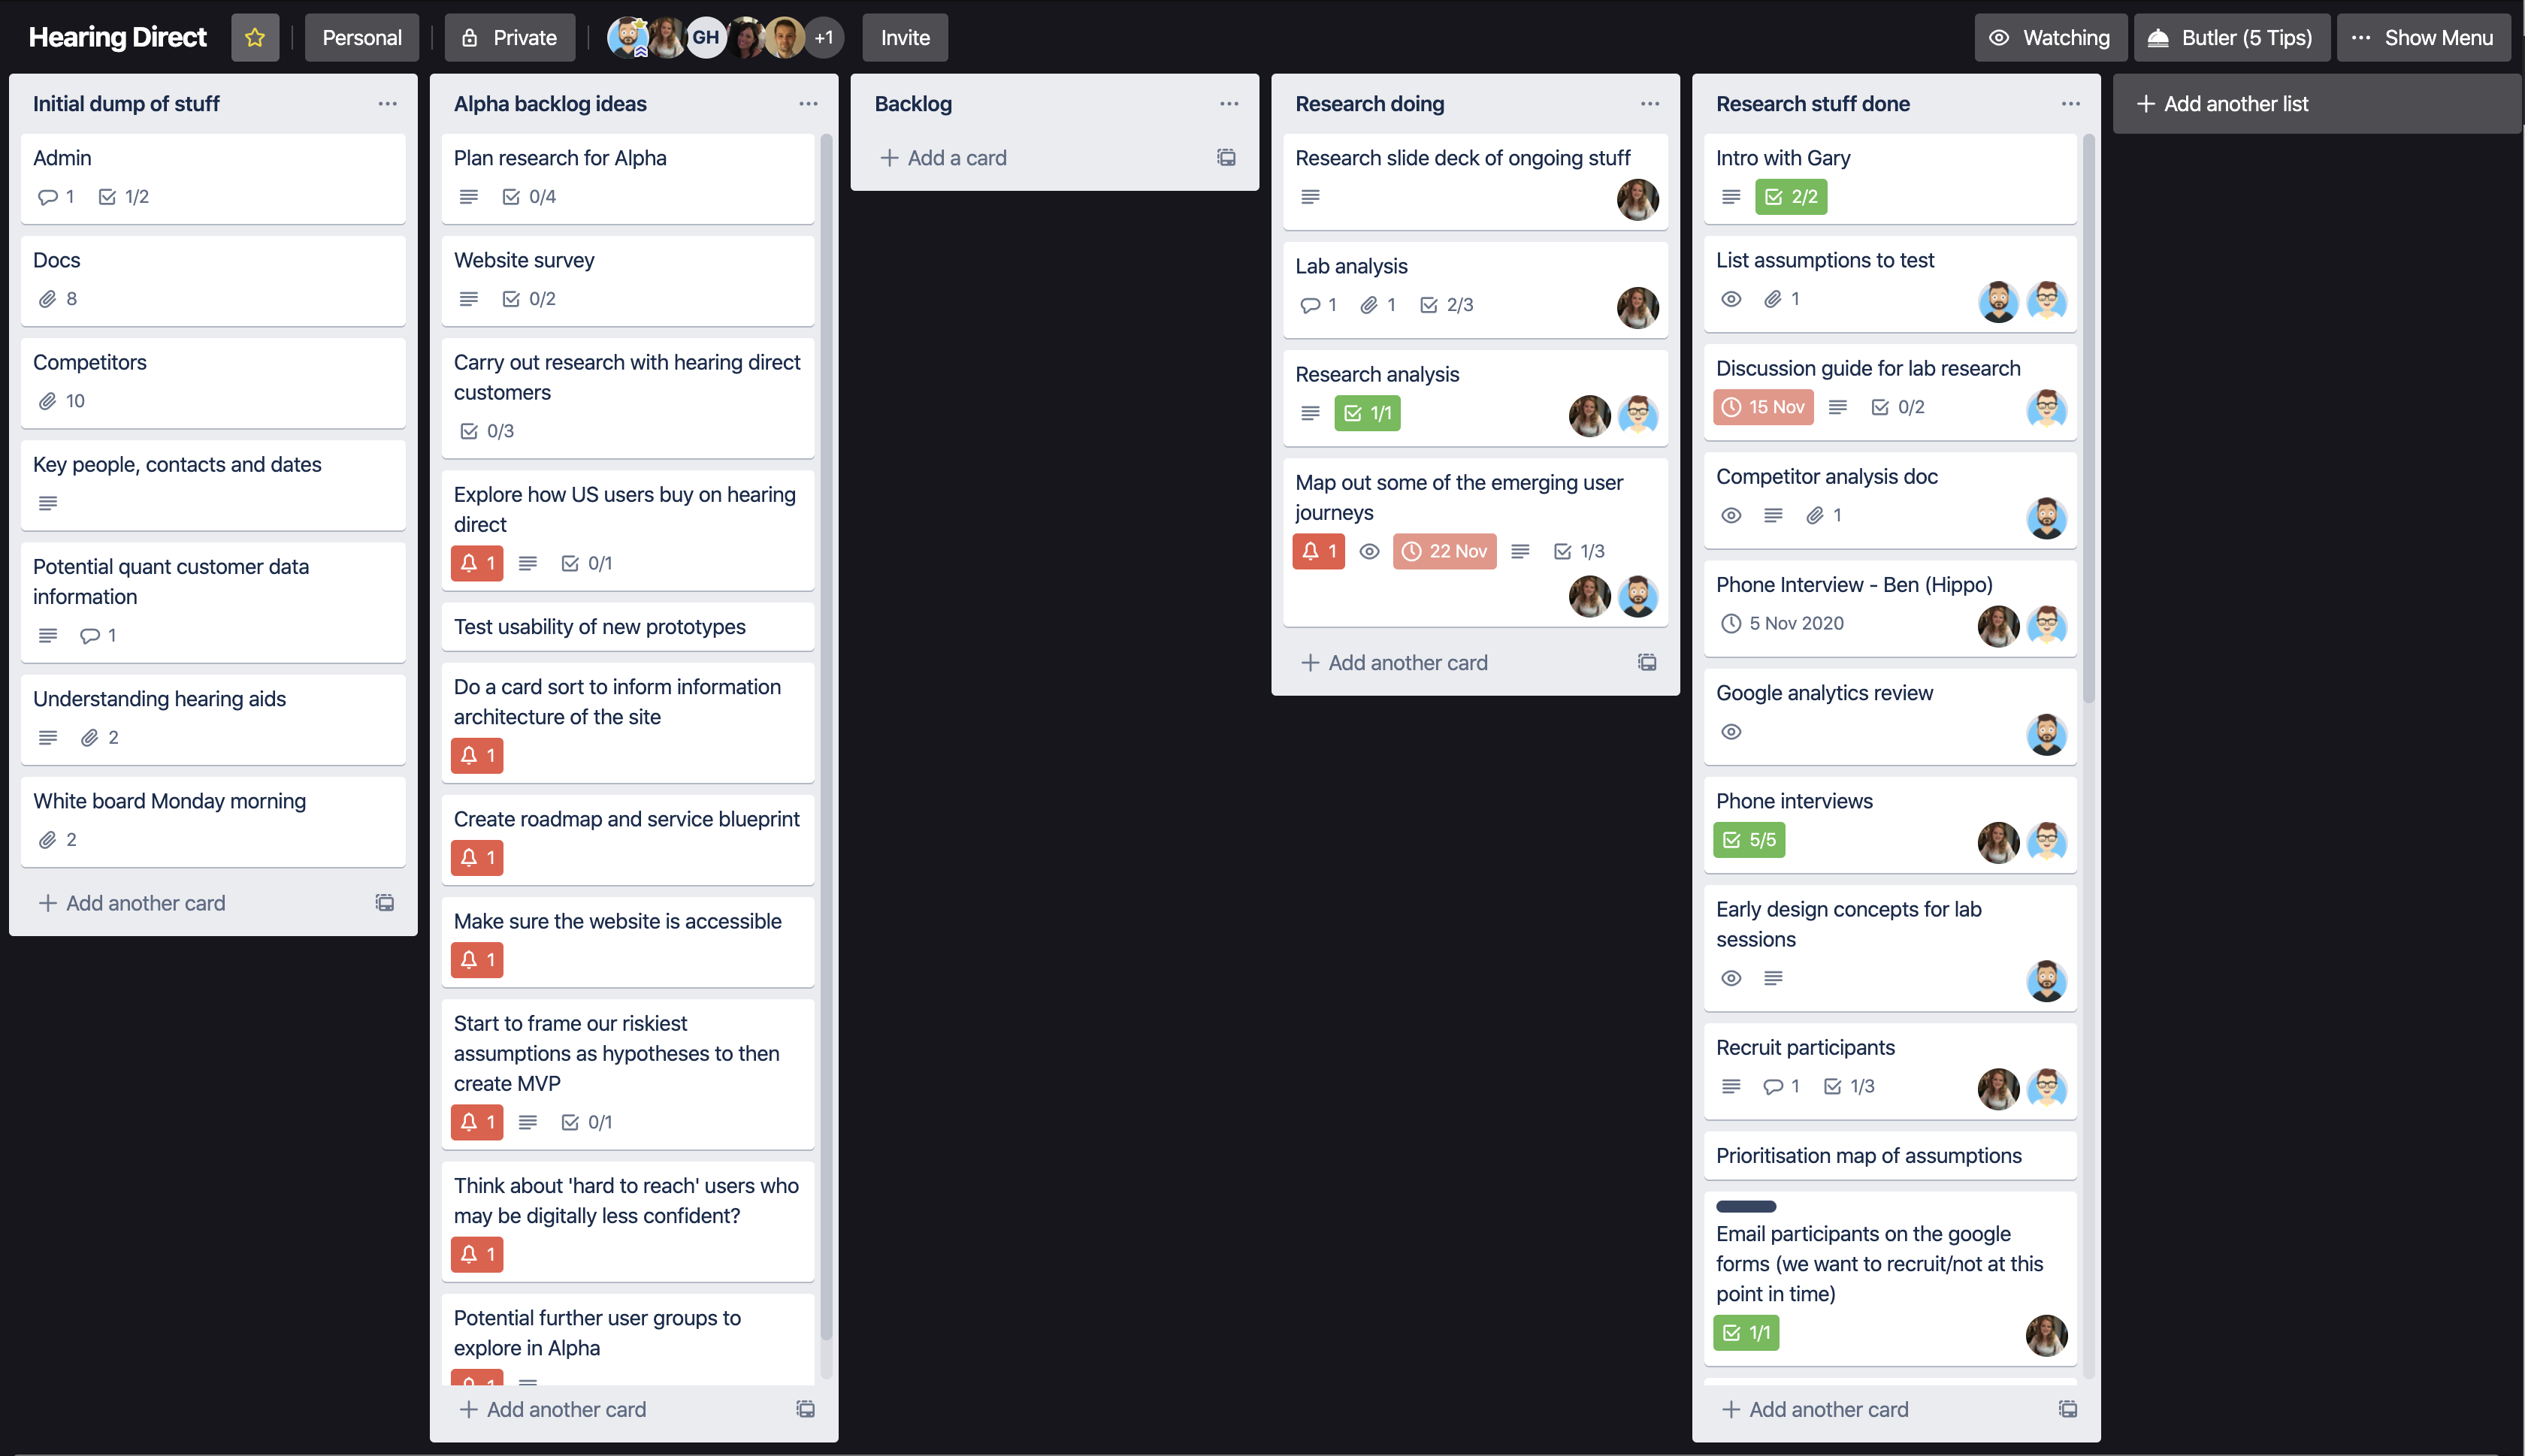 Hearing Direct
Personal
Private
GH
+1
Invite
Watching
Butler (5 Tips)
Show Menu
Initial dump of stuff
Admin
1 1/2
Docs
8
Competitors
10
Key people, contacts and dates
Potential quant customer data
information
1
Understanding hearing aids
2
White board Monday morning
2
Add another card
Alpha backlog ideas
Plan research for Alpha
0/4
Website survey
0/2
Carry out research with hearing direct
customers
0/3
Explore how US users buy on hearing
direct
1 0/1
Test usability of new prototypes
Do a card sort to inform information
architecture of the site
1
Create roadmap and service blueprint
1
Make sure the website is accessible
1
Start to frame our riskiest
assumptions as hypotheses to then
create MVP
1 0/1
Think about 'hard to reach' users who
may be digitally less confident?
1
Potential further user groups to
explore in Alpha
1
Add another card
Backlog
Add a card
Research doing
Research slide deck of ongoing stuff
Lab analysis
1 1 2/3
Research analysis
1/1
Map out some of the emerging user
journeys
1 22 Nov 1/3
Add another card
Research stuff done
Intro with Gary
2/2
List assumptions to test
1
Discussion guide for lab research
15 Nov 0/2
Competitor analysis doc
1
Phone Interview - Ben (Hippo)
5 Nov 2020
Google analytics review
Phone interviews
5/5
Early design concepts for lab
sessions
Recruit participants
1 1/3
Prioritisation map of assumptions
Email participants on the google
forms (we want to recruit/not at this
point in time)
1/1
Add another card
Add another list